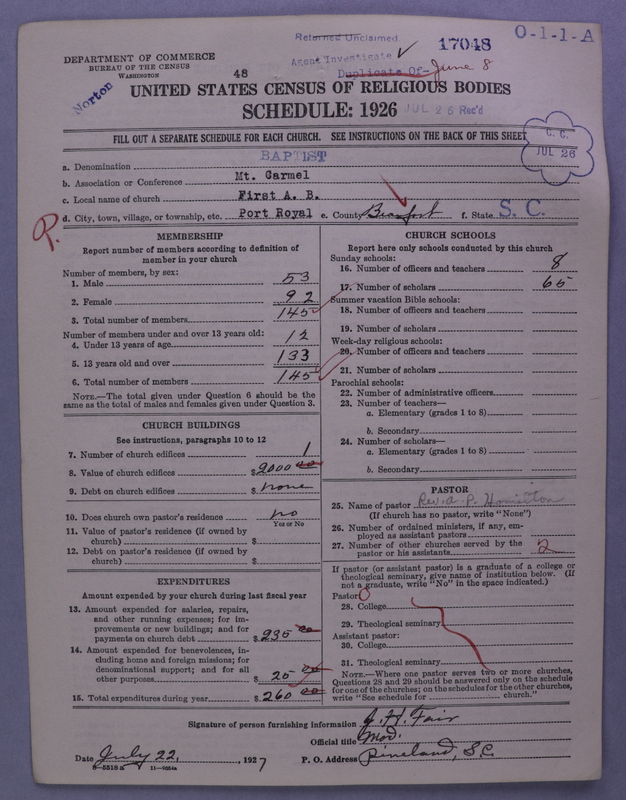 Returned Unclaimed.
Agent Investigate ✓
Duplicate Of- June 8
17048
O-1-1-A
DEPARTMENT OF COMMERCE
BUREAU OF THE CENSUS
WASHINGTON
48
Norton
UNITED STATES CENSUS OF RELIGIOUS BODIES
SCHEDULE: 1926
JUL 26 Rec'd
FILL OUT A SEPARATE SCHEDULE FOR EACH CHURCH. SEE INSTRUCTIONS ON THE BACK OF THIS SHEET
C. C.
JUL 26
a. Denomination BAPTIST
b. Association or Conference Mt. Carmel
c. Local name of church First A. B.
d. City, town, village, or township, etc. Port Royal e. County Beaufort f. State S. C.
P.
MEMBERSHIP
Report number of members according to definition of
member in your church
Number of members, by sex:
1. Male 53
2. Female 92
3. Total number of members 145
Number of members under and over 13 years old:
4. Under 13 years of age 12
5. 13 years old and over 133
6. Total number of members 145
NOTE.—The total given under Question 6 should be
same as the total of males and females given under Question 3.
CHURCH BUILDINGS
See instructions, paragraphs 10 to 12
7. Number of church edifices 1
8. Value of church edifices $2000 00
9. Debt on church edifices $ none
10. Does church own pastor's residence no
Yes or No
11. Value of pastor's residence (if owned by
church) $
12. Debt on pastor's residence (if owned by
church) $
EXPENDITURES
Amount expended by your church during last fiscal year
13. Amount expended for salaries, repairs,
and other running expenses; for im-
provements or new buildings; and for
payments on church debt $235 00
14. Amount expended for benevolences, in-
cluding home and foreign missions; for
denominational support; and for all
other purposes $25 00
15. Total expenditures during year $260 00
CHURCH SCHOOLS
Report here only schools conducted by this church
Sunday schools:
16. Number of officers and teachers 8
17. Number of scholars 65
Summer vacation Bible schools:
18. Number of officers and teachers
19. Number of scholars
Week-day religious schools:
20. Number of officers and teachers
21. Number of scholars
Parochial schools:
22. Number of administrative officers
23. Number of teachers—
a. Elementary (grades 1 to 8)
b. Secondary
24. Number of scholars—
a. Elementary (grades 1 to 8)
b. Secondary
PASTOR
25. Name of pastor Rev. A. P. Hamilton
(If church has no pastor, write "None")
26. Number of ordained ministers, if any, em-
ployed as assistant pastors
27. Number of other churches served by the
pastor or his assistants 2
If pastor (or assistant pastor) is a graduate of a college or
theological seminary, give name of institution below. (If
not a graduate, write "No" in the space indicated.)
Pastor: O
28. College
29. Theological seminary
Assistant pastor:
30. College
31. Theological seminary
NOTE.—Where one pastor serves two or more churches,
Questions 28 and 29 should be answered only on the schedule
for one of the churches; on the schedules for the other churches,
write "See schedule for church."
Signature of person furnishing information J. H. Fair
Official title Mod.
Date July 22, 1927 P. O. Address Pineland, S.C.